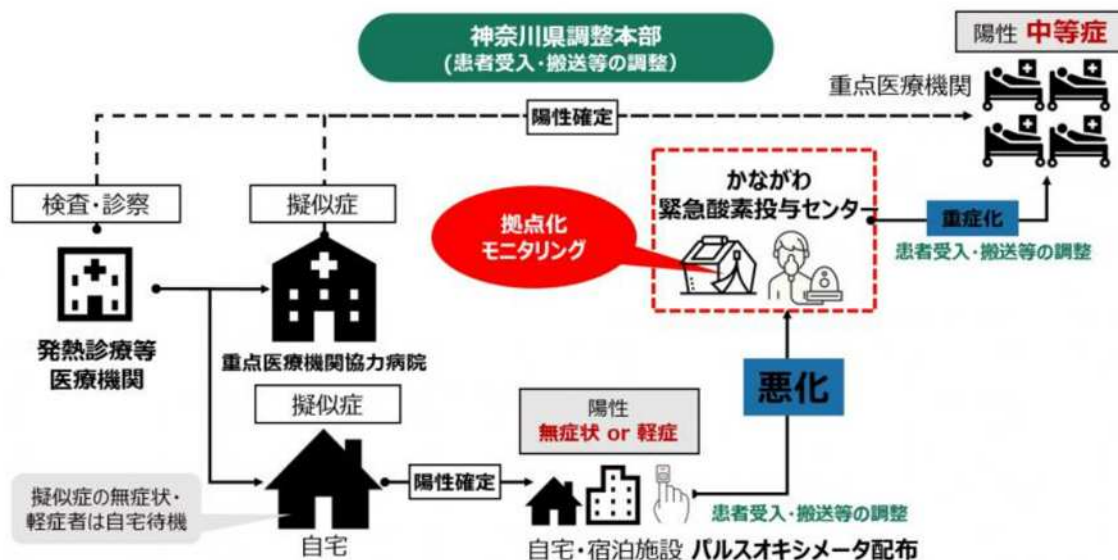 神奈川県調整本部
(患者受入・搬送等の調整)
陽性 中等症
重点医療機関
陽性確定
検査・診察
擬似症
かながわ
緊急酸素投与センター
拠点化
モニタリング
重症化
患者受入・搬送等の調整
発熱診療等
医療機関
重点医療機関協力病院
擬似症
陽性
無症状 or 軽症
悪化
擬似症の無症状・
軽症者は自宅待機
陽性確定
患者受入・搬送等の調整
自宅
自宅・宿泊施設 パルスオキシメータ配布